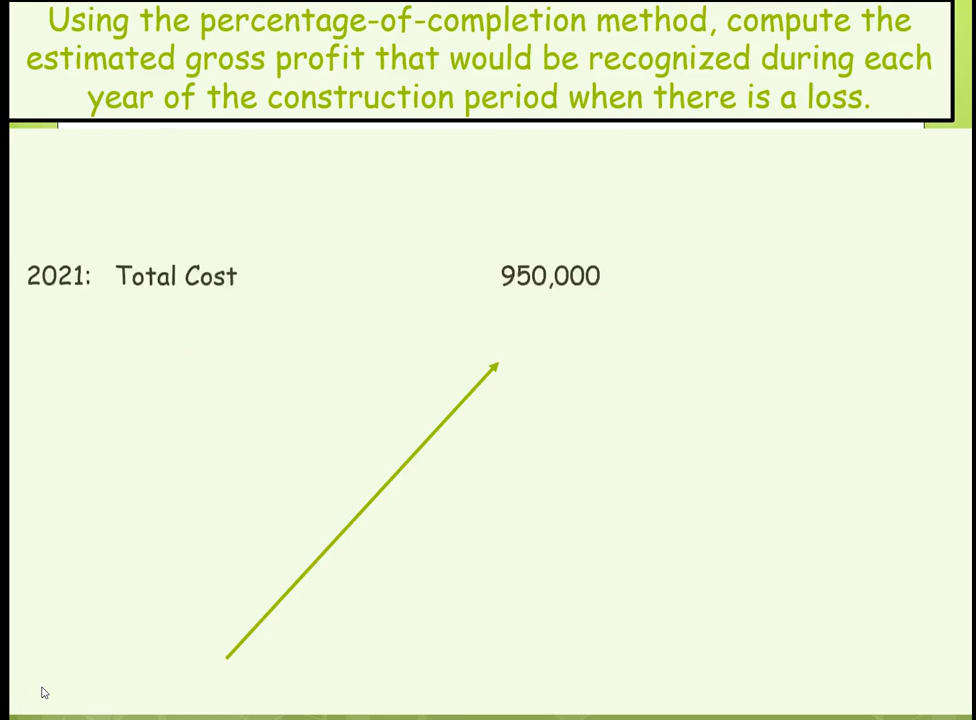 Using the percentage-of-completion method, compute the
estimated gross profit that would be recognized during each
year of the construction period when there is a loss.
2021: Total Cost 950,000